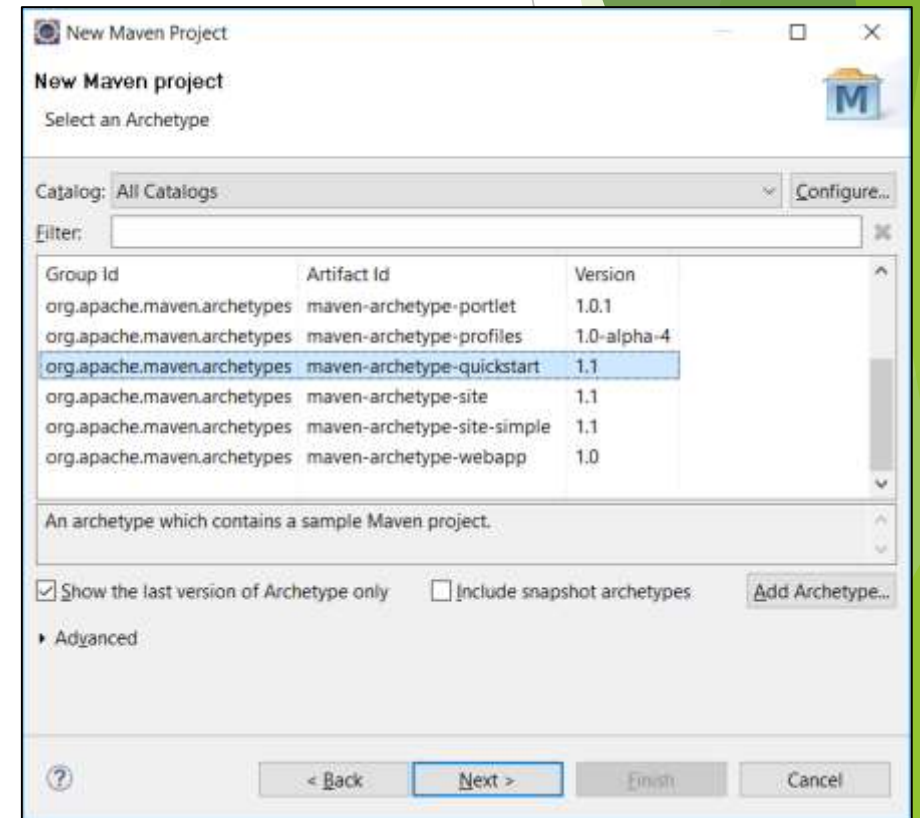 New Maven Project
New Maven project
Select an Archetype
M
Catalog: All Catalogs Configure...
Filter:
Group Id Artifact Id Version
org.apache.maven.archetypes maven-archetype-portlet 1.0.1
org.apache.maven.archetypes maven-archetype-profiles 1.0-alpha-4
org.apache.maven.archetypes maven-archetype-quickstart 1.1
org.apache.maven.archetypes maven-archetype-site 1.1
org.apache.maven.archetypes maven-archetype-site-simple 1.1
org.apache.maven.archetypes maven-archetype-webapp 1.0
An archetype which contains a sample Maven project.
Show the last version of Archetype only Include snapshot archetypes Add Archetype...
Advanced
? < Back Next > Finish Cancel